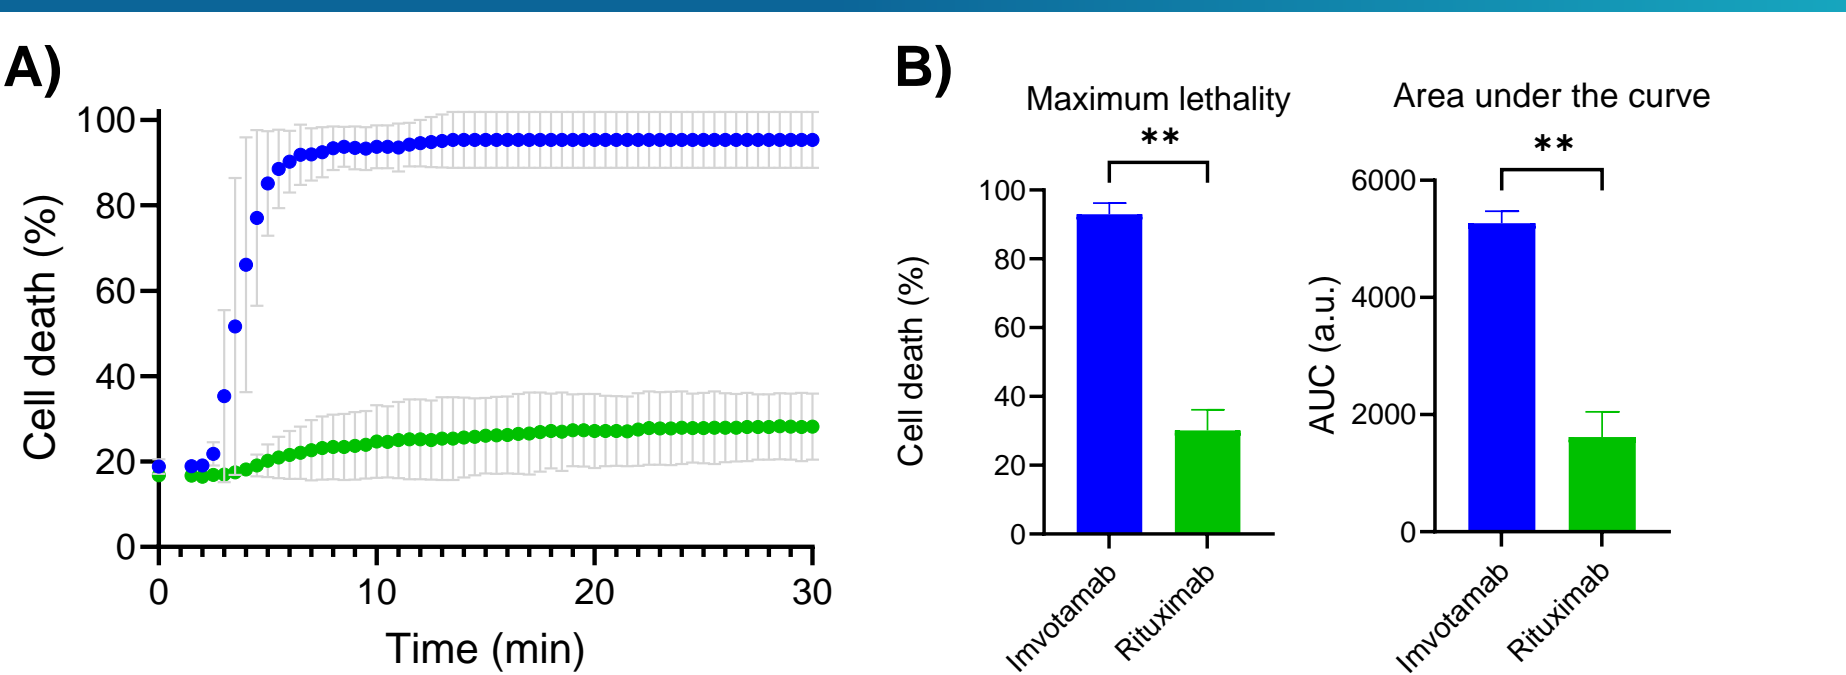 A)
100
80
60
40
20
0
Cell death (%)
0 10 20 30
Time (min)
B)
Maximum lethality
**
100
80
60
40
20
0
Cell death (%)
Imvotamab
Rituximab
Area under the curve
**
6000
4000
2000
0
AUC (a.u.)
Imvotamab
Rituximab